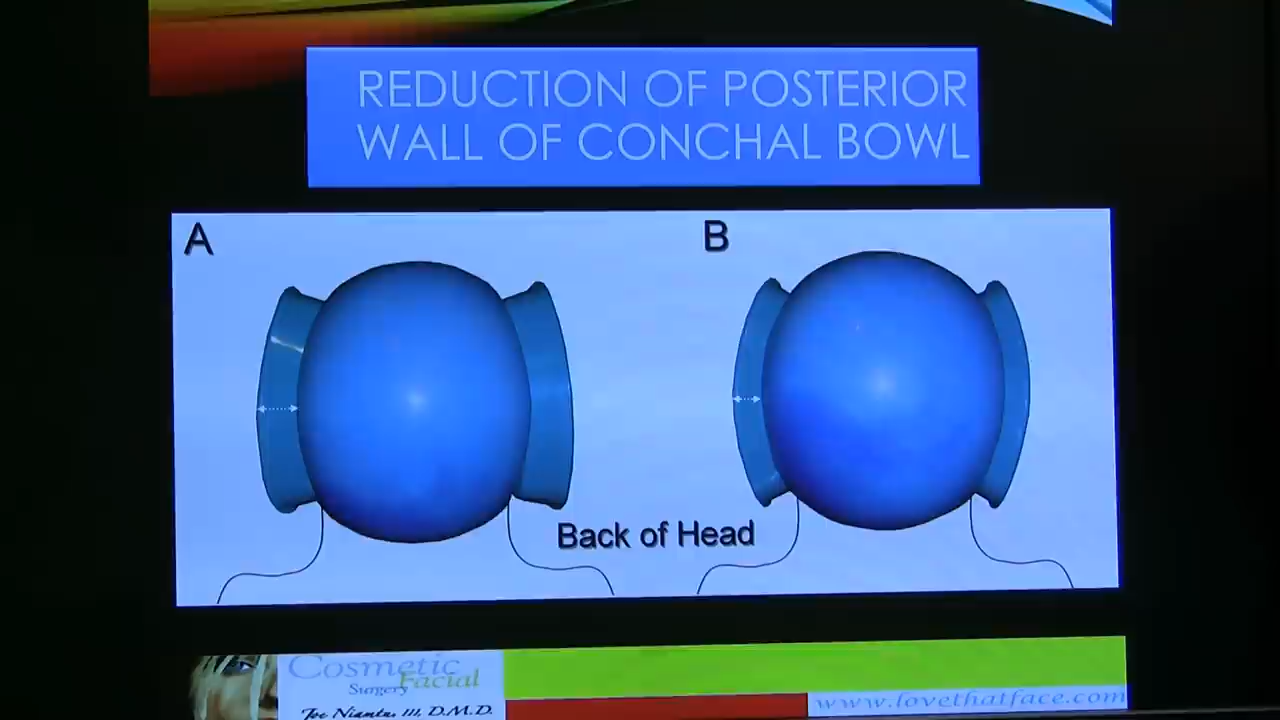 REDUCTION OF POSTERIOR
WALL OF CONCHAL BOWL
A
B
Back of Head
Cosmetic
Facial
Surgery
Joe Niamtu, III, D.M.D.
www.lovethatface.com